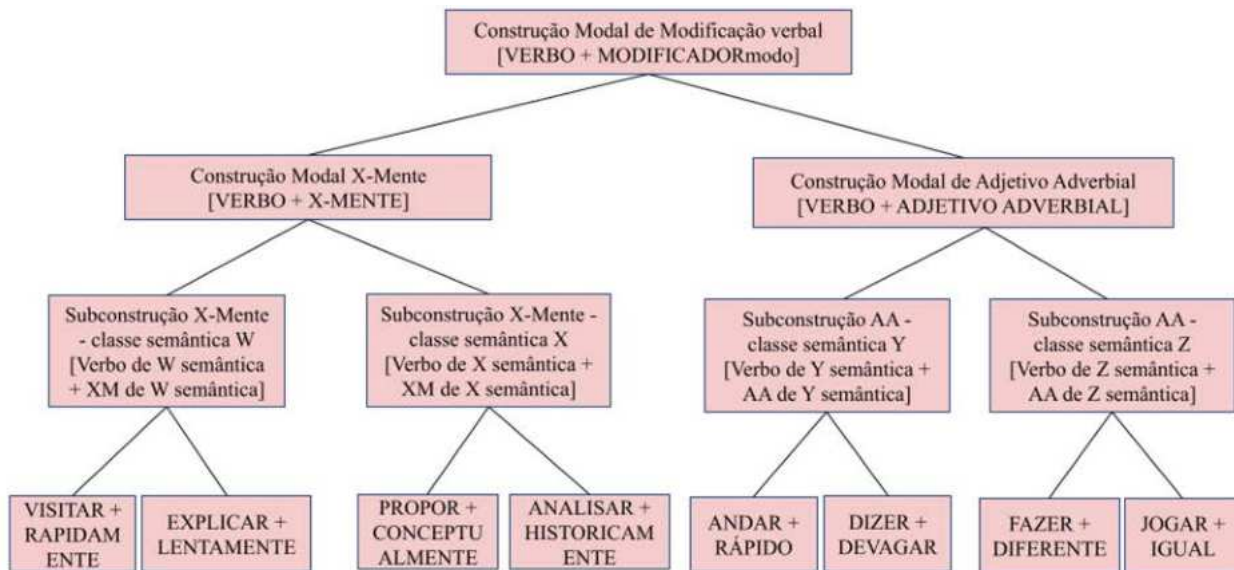 Construção Modal de Modificação verbal
[VERBO + MODIFICADORmodo]
Construção Modal X-Mente
[VERBO + X-MENTE]
Construção Modal de Adjetivo Adverbial
[VERBO + ADJETIVO ADVERBIAL]
Subconstrução X-Mente
- classe semântica W
[Verbo de W semântica
+ XM de W semântica]
Subconstrução X-Mente -
classe semântica X
[Verbo de X semântica +
XM de X semântica]
Subconstrução AA -
classe semântica Y
[Verbo de Y semântica +
AA de Y semântica]
Subconstrução AA -
classe semântica Z
[Verbo de Z semântica +
AA de Z semântica]
VISITAR +
RAPIDAM
ENTE
EXPLICAR +
LENTAMENTE
PROPOR +
CONCEPTU
ALMENTE
ANALISAR +
HISTORICAM
ENTE
ANDAR +
RÁPIDO
DIZER +
DEVAGAR
FAZER +
DIFERENTE
JOGAR +
IGUAL